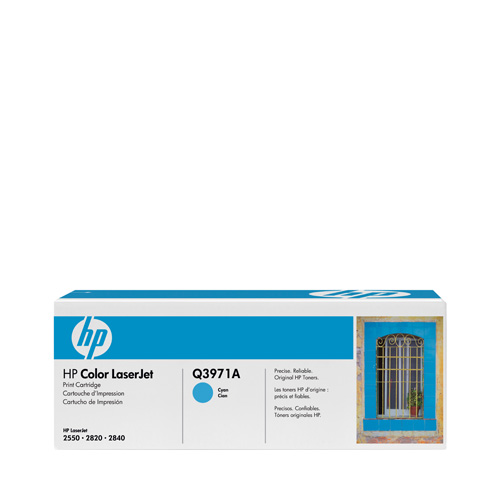 hp
HP Color LaserJet
Print Cartridge
Cartouche d'Impression
Cartucho de Impresión
HP LaserJet
2550 • 2820 • 2840
Q3971A
Cyan
Cian
Precise. Reliable.
Original HP Toners.
Les toners HP d'origine :
précis et fiables.
Precisos. Confiables.
Tóners originales HP.